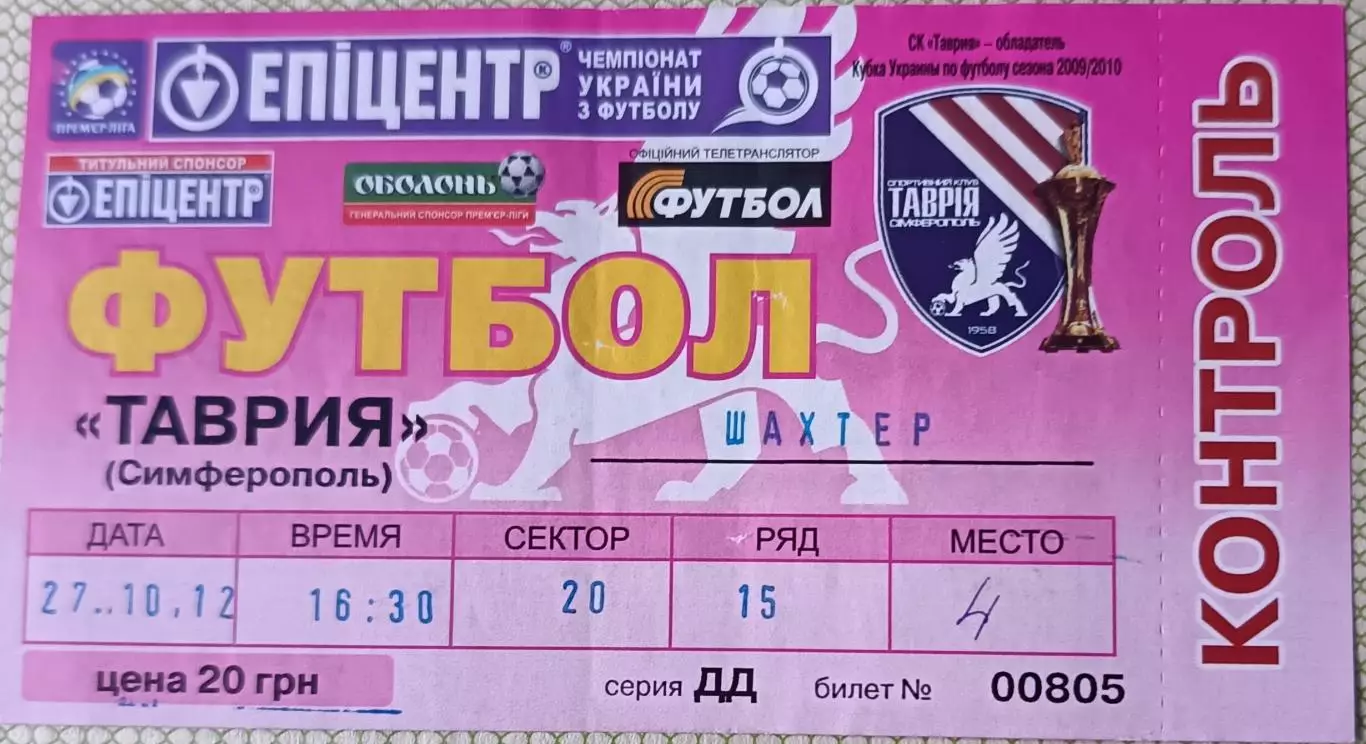 ПРЕМ'ЄР-ЛІГА
ЕПІЦЕНТР® ®
ЧЕМПІОНАТ
УКРАЇНИ
З ФУТБОЛУ
СК «Таврия» – обладатель
Кубка Украины по футболу сезона 2009/2010
ТИТУЛЬНИЙ СПОНСОР
ЕПІЦЕНТР®
ОБОЛОНЬ
ГЕНЕРАЛЬНИЙ СПОНСОР ПРЕМ'ЄР-ЛІГИ
ОФІЦІЙНИЙ ТЕЛЕТРАНСЛЯТОР
ФУТБОЛ
СПОРТИВНИЙ КЛУБ
ТАВРІЯ
СІМФЕРОПОЛЬ
1958
ФУТБОЛ
«ТАВРИЯ» ШАХТЕР
(Симферополь)
ДАТА ВРЕМЯ СЕКТОР РЯД МЕСТО
27..10.12 16:30 20 15 4
цена 20 грн серия ДД билет № 00805
КОНТРОЛЬ